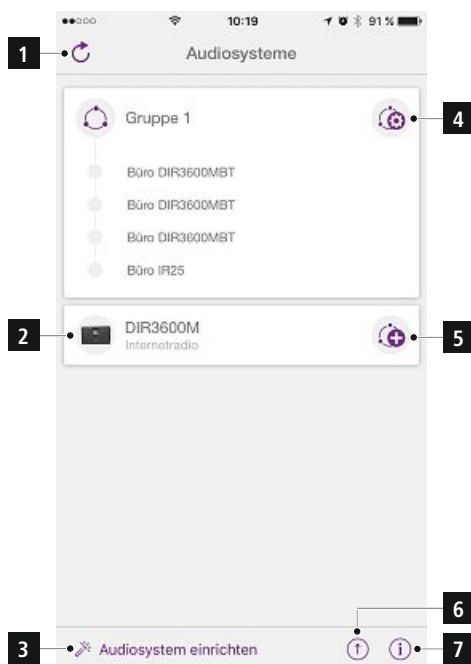 10:19
91 %
1
Audiosysteme
Gruppe 1
4
Büro DIR3600MBT
Büro DIR3600MBT
Büro DIR3600MBT
Büro IR25
2
DIR3600M
Internetradio
5
6
3
Audiosystem einrichten
7